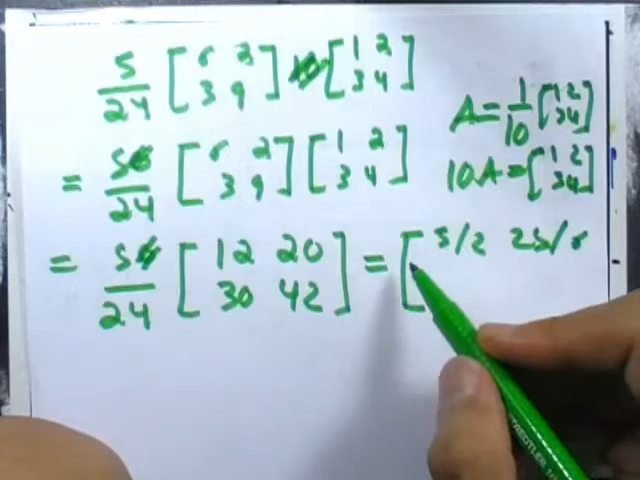 5 [ 6 2 ] [ 1 2 ]
24 [ 3 9 ] [ 3 4 ]
A = 1/10 [ 1 2 ]
[ 3 4 ]
= 5 [ 6 2 ] [ 1 2 ]
24 [ 3 9 ] [ 3 4 ]
10A = [ 1 2 ]
[ 3 4 ]
= 5 [ 12 20 ] = [ 5/2 25/6
24 [ 30 42 ]
STAEDTLER